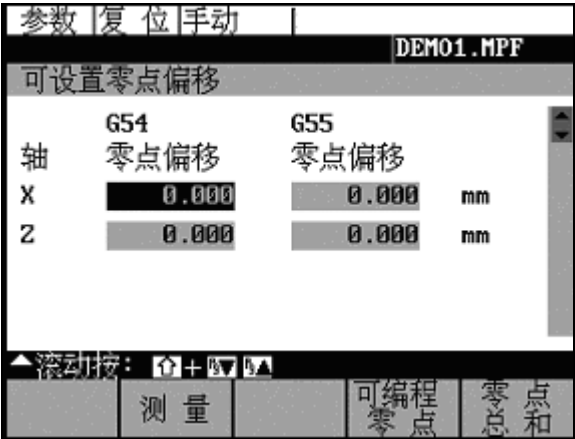 参数 复 位 手动
DEMO1.MPF
可设置零点偏移
G54 G55
轴 零点偏移 零点偏移
X 0.000 0.000 mm
Z 0.000 0.000 mm
滚动按: +
测 量 可编程零 点 零 点总 和